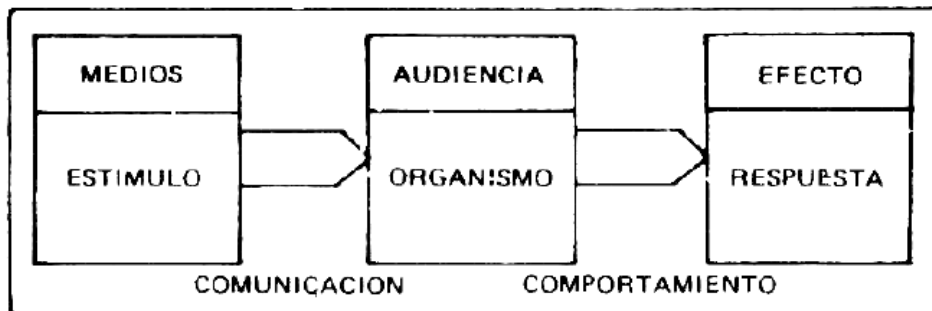 MEDIOS
ESTIMULO
AUDIENCIA
ORGANISMO
EFECTO
RESPUESTA
COMUNICACION
COMPORTAMIENTO